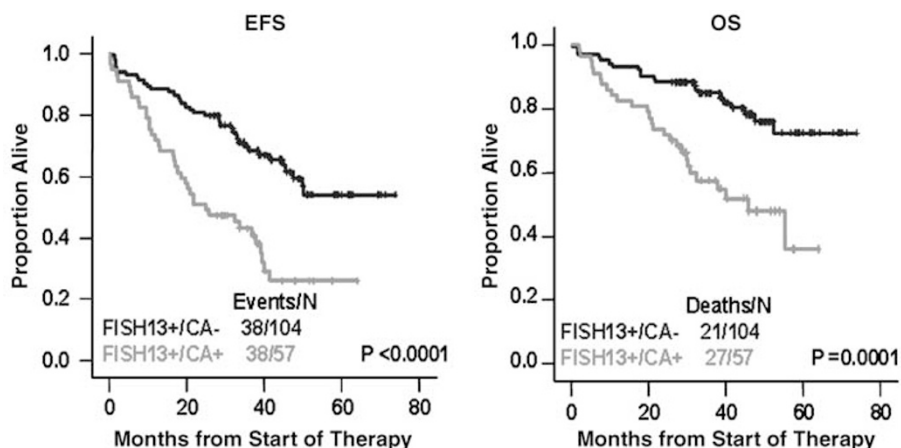 EFS
Proportion Alive
1.0
0.8
0.6
0.4
0.2
0.0
Events/N
FISH13+/CA- 38/104
FISH13+/CA+ 38/57
P <0.0001
0 20 40 60 80
Months from Start of Therapy
OS
Proportion Alive
1.0
0.8
0.6
0.4
0.2
0.0
Deaths/N
FISH13+/CA- 21/104
FISH13+/CA+ 27/57
P =0.0001
0 20 40 60 80
Months from Start of Therapy